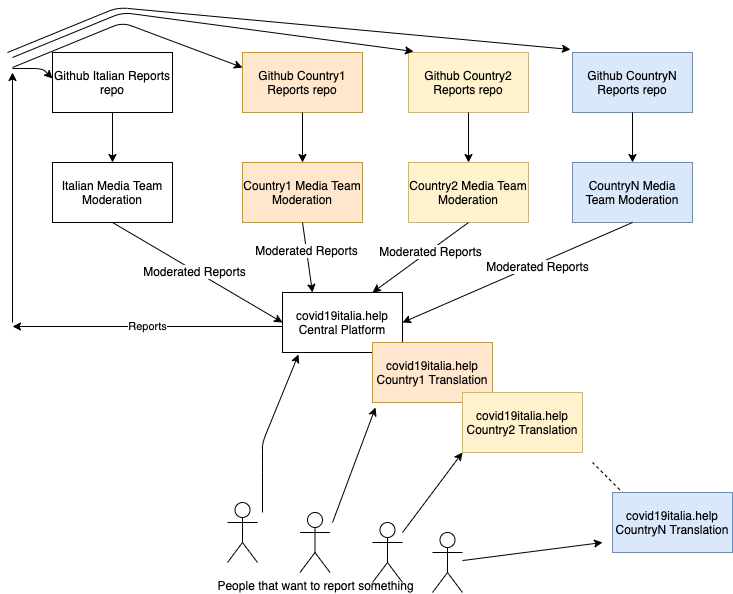 Github Italian Reports
repo
Github Country1
Reports repo
Github Country2
Reports repo
Github CountryN
Reports repo
Italian Media Team
Moderation
Country1 Media Team
Moderation
Country2 Media Team
Moderation
CountryN Media
Team Moderation
Moderated Reports
Moderated Reports
Moderated Reports
Moderated Reports
Reports
covid19italia.help
Central Platform
covid19italia.help
Country1 Translation
covid19italia.help
Country2 Translation
covid19italia.help
CountryN Translation
People that want to report something